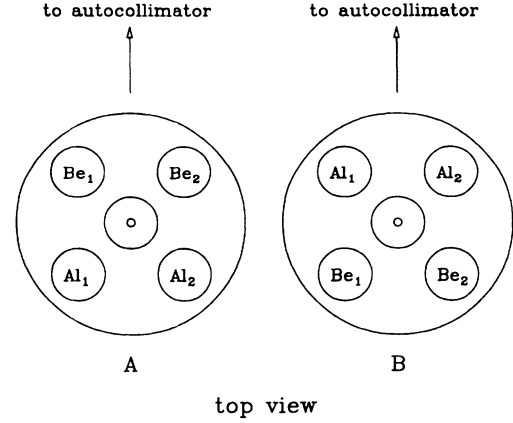 to autocollimator to autocollimator
Be₁ Be₂ Al₁ Al₂
Al₁ Al₂ Be₁ Be₂
A B
top view